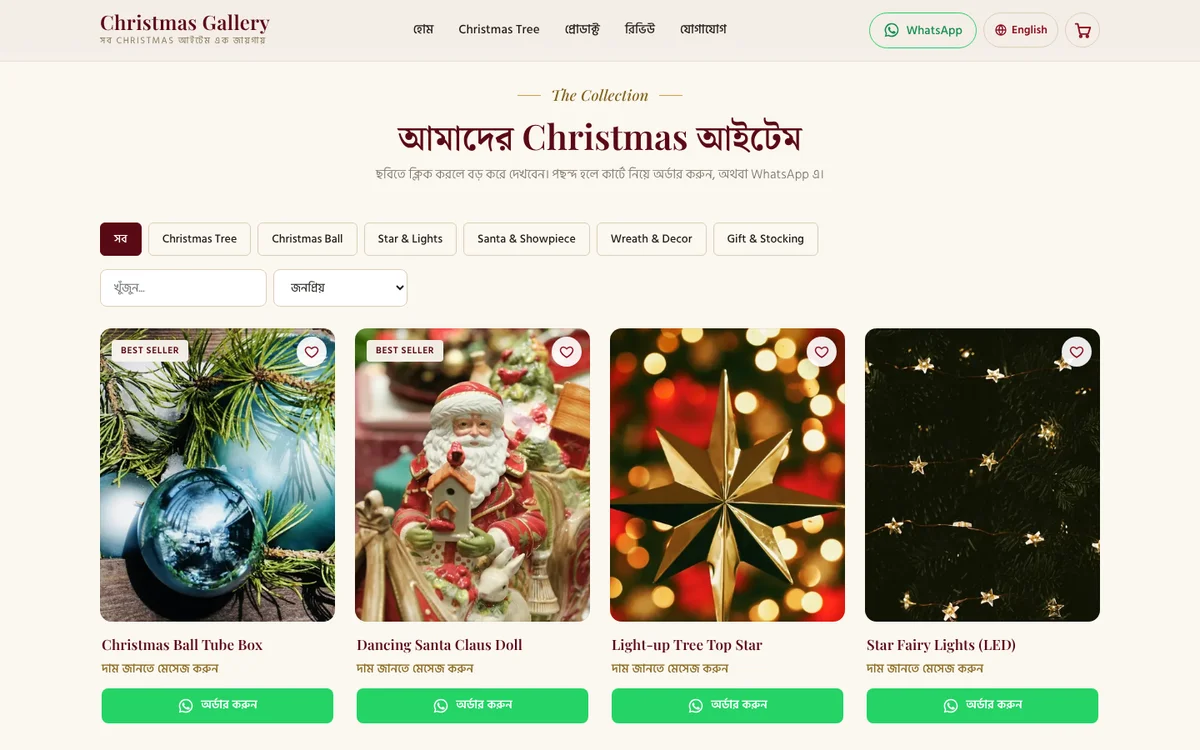 Christmas Gallery
সব CHRISTMAS আইটেম এক জায়গায়
হোম
Christmas Tree
প্রোডাক্ট
রিভিউ
যোগাযোগ
WhatsApp
English
The Collection
আমাদের Christmas আইটেম
ছবিতে ক্লিক করলে বড় করে দেখবেন। পছন্দ হলে কার্টে নিয়ে অর্ডার করুন, অথবা WhatsApp এ।
সব
Christmas Tree
Christmas Ball
Star & Lights
Santa & Showpiece
Wreath & Decor
Gift & Stocking
খুঁজুন...
জনপ্রিয়
BEST SELLER
BEST SELLER
Christmas Ball Tube Box
Dancing Santa Claus Doll
Light-up Tree Top Star
Star Fairy Lights (LED)
দাম জানতে মেসেজ করুন
দাম জানতে মেসেজ করুন
দাম জানতে মেসেজ করুন
দাম জানতে মেসেজ করুন
অর্ডার করুন
অর্ডার করুন
অর্ডার করুন
অর্ডার করুন